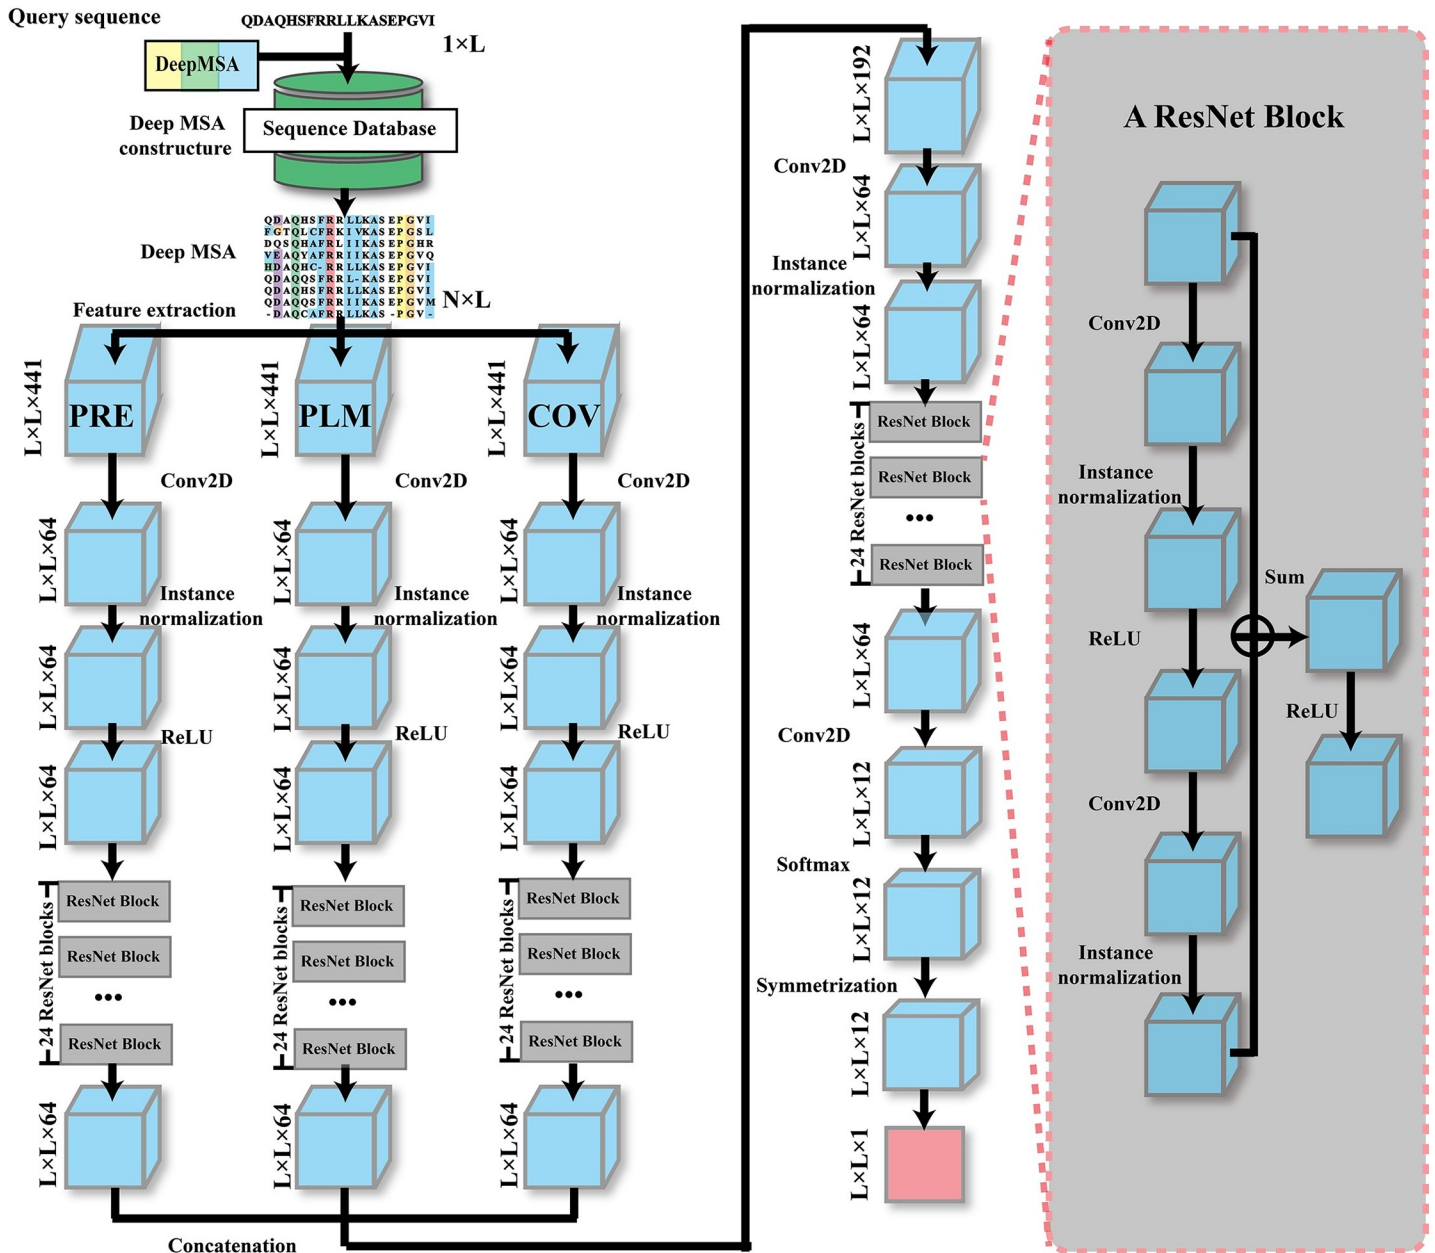 Query sequence
QDAQHSFRRLLKASEPGVI
1×L
DeepMSA
Deep MSA
constructure
Sequence Database
Deep MSA
QDAQHSFRRLLKASEPGVI
FGTQLCFRKIVKASEPGSL
DQSQHAFRLIIKASEPGHR
VEAQYAFRRIIKASEPGVQ
HDAQHC-RRLLKASEPGVI
QDAQQSFRRL-KASEPGVI
QDAQHSFRRLLKASEPGVI
QDAQQSFRRIIKASEPGVM
-DAQCAFRRLLKAS-PGV-
N×L
Feature extraction
L×L×441
PRE
L×L×441
PLM
L×L×441
COV
Conv2D
Conv2D
Conv2D
L×L×64
L×L×64
L×L×64
Instance
normalization
Instance
normalization
Instance
normalization
L×L×64
L×L×64
L×L×64
ReLU
ReLU
ReLU
L×L×64
L×L×64
L×L×64
24 ResNet blocks
ResNet Block
ResNet Block
•••
ResNet Block
24 ResNet blocks
ResNet Block
ResNet Block
•••
ResNet Block
24 ResNet blocks
ResNet Block
ResNet Block
•••
ResNet Block
L×L×64
L×L×64
L×L×64
Concatenation
L×L×192
Conv2D
L×L×64
Instance
normalization
L×L×64
24 ResNet blocks
ResNet Block
ResNet Block
•••
ResNet Block
L×L×64
Conv2D
L×L×12
Softmax
L×L×12
Symmetrization
L×L×12
L×L×1
A ResNet Block
Conv2D
Instance
normalization
ReLU
Conv2D
Instance
normalization
Sum
ReLU